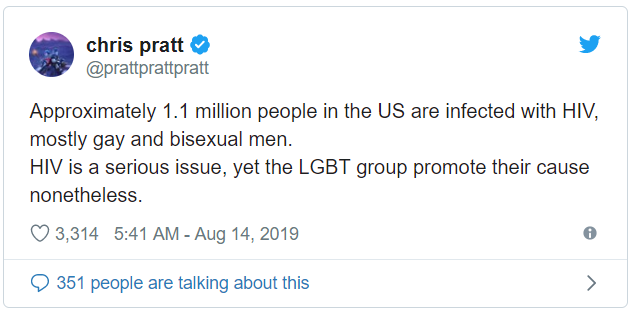 chris pratt
@prattprattpratt
Approximately 1.1 million people in the US are infected with HIV,
mostly gay and bisexual men.
HIV is a serious issue, yet the LGBT group promote their cause
nonetheless.
3,314 5:41 AM - Aug 14, 2019
351 people are talking about this